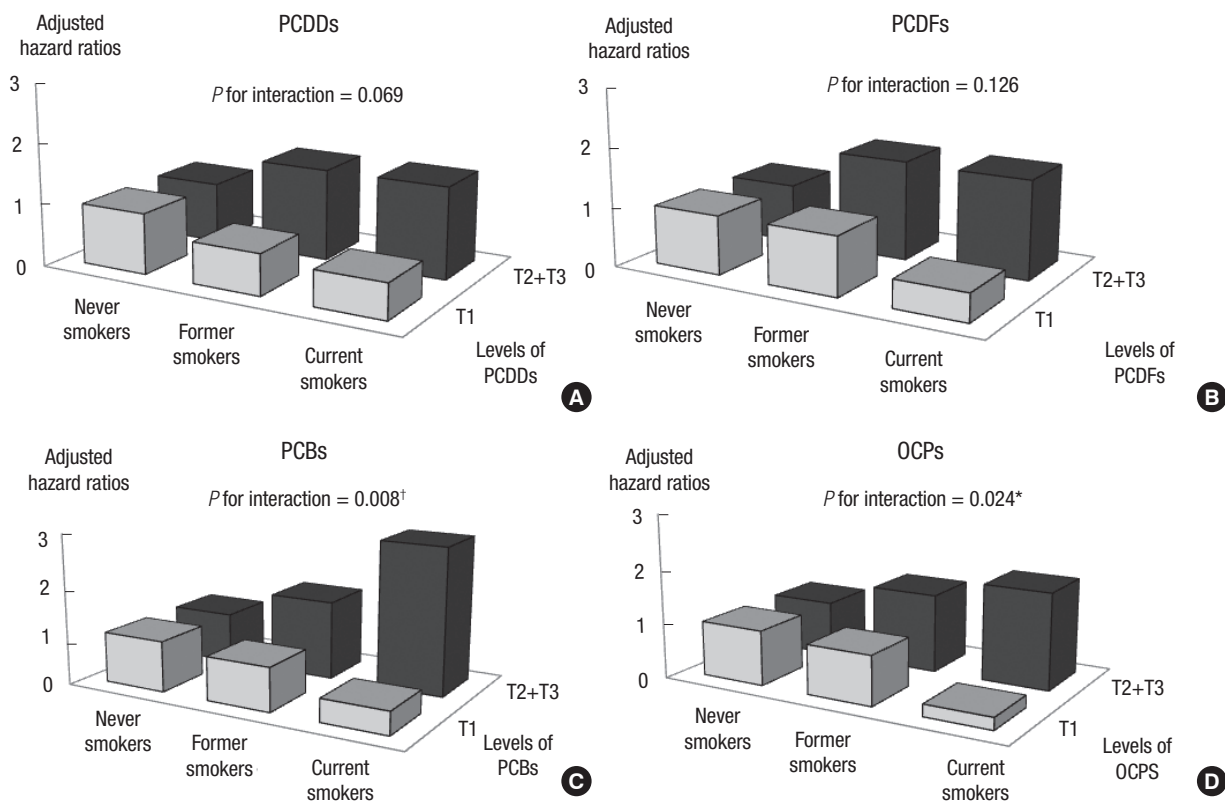 PCDDs
Adjusted
hazard ratios
P for interaction = 0.069
3
2
1
0
Never
smokers
Former
smokers
Current
smokers
T1
T2+T3
Levels of
PCDDs
A
PCDFs
Adjusted
hazard ratios
P for interaction = 0.126
3
2
1
0
Never
smokers
Former
smokers
Current
smokers
T1
T2+T3
Levels of
PCDFs
B
PCBs
Adjusted
hazard ratios
P for interaction = 0.008†
3
2
1
0
Never
smokers
Former
smokers
Current
smokers
T1
T2+T3
Levels of
PCBs
C
OCPs
Adjusted
hazard ratios
P for interaction = 0.024*
3
2
1
0
Never
smokers
Former
smokers
Current
smokers
T1
T2+T3
Levels of
OCPS
D